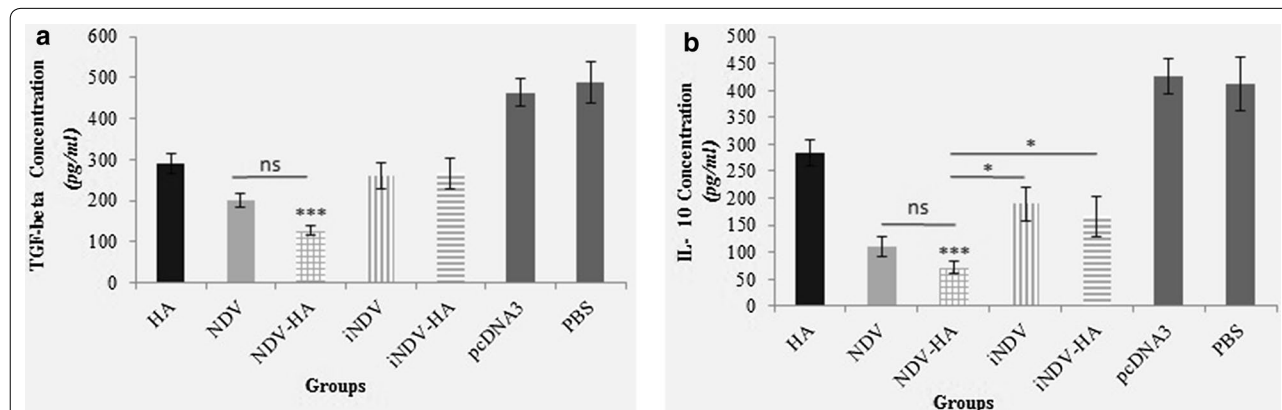 a
TGF-beta Concentration
(pg/ml)
600
500
400
300
200
100
0
ns
***
HA
NDV
NDV-HA
iNDV
iNDV-HA
pcDNA3
PBS
Groups
b
IL- 10 Concentration
(pg/ml)
500
450
400
350
300
250
200
150
100
50
0
*
*
ns
***
HA
NDV
NDV-HA
iNDV
iNDV-HA
pcDNA3
PBS
Groups